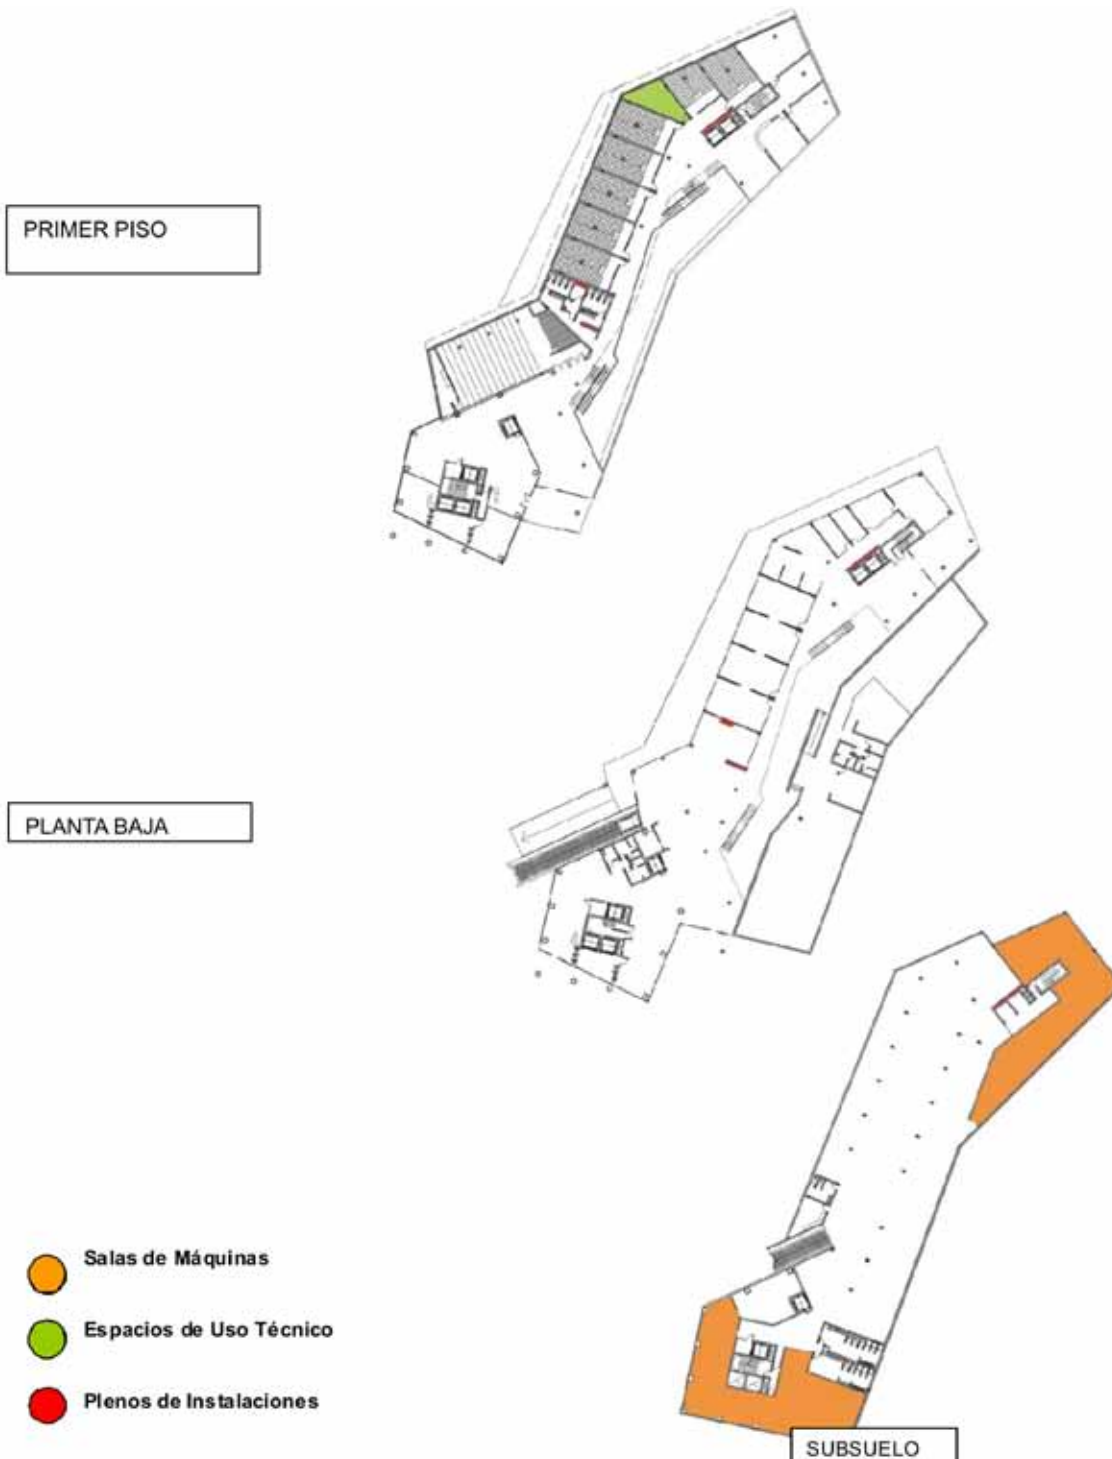 PRIMER PISO
PLANTA BAJA
Salas de Máquinas
Espacios de Uso Técnico
Plenos de Instalaciones
SUBSUELO